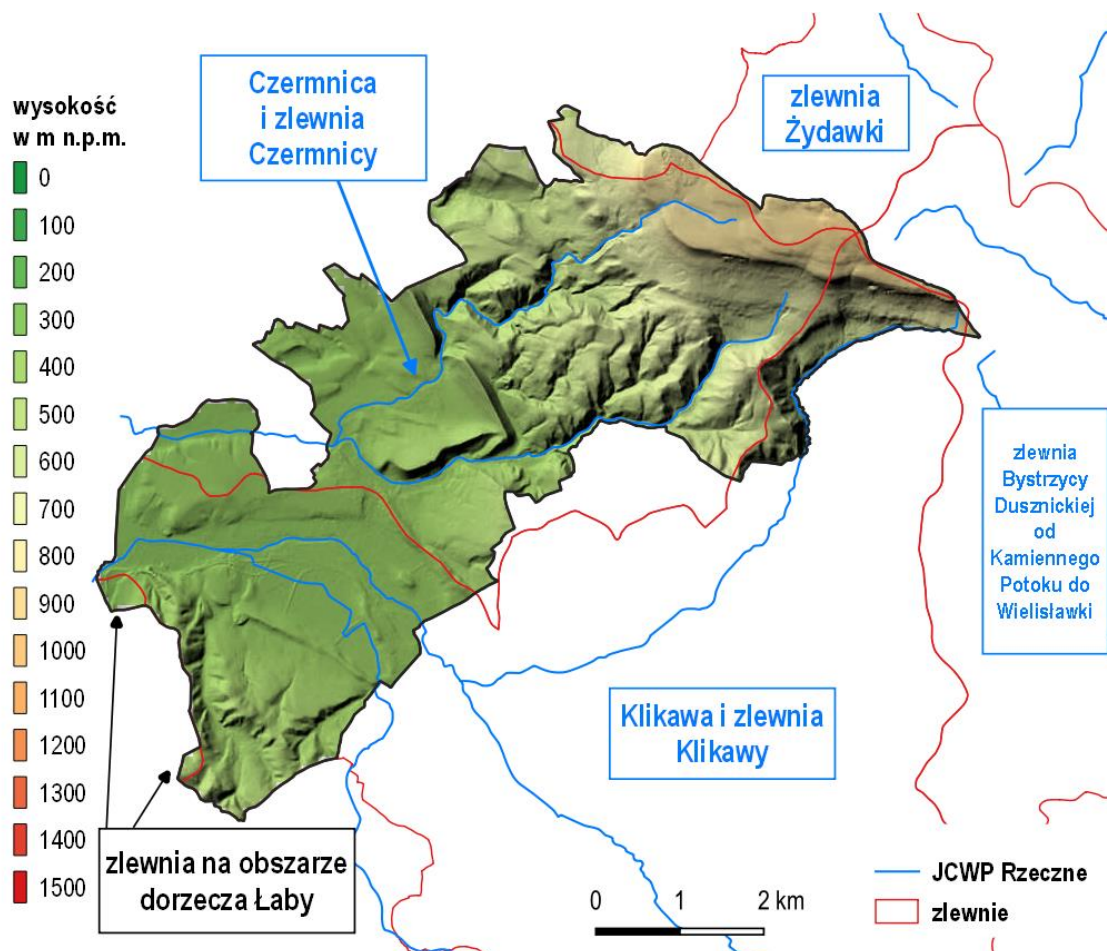 wysokość
w m n.p.m.
0
100
200
300
400
500
600
700
800
900
1000
1100
1200
1300
1400
1500
Czermnica
i zlewnia
Czermnicy
zlewnia
Żydawki
zlewnia
Bystrzycy
Dusznickiej
od
Kamiennego
Potoku do
Wielisławki
Klikawa i zlewnia
Klikawy
zlewnia na obszarze
dorzecza Łaby
0 1 2 km
JCWP Rzeczne
zlewnie